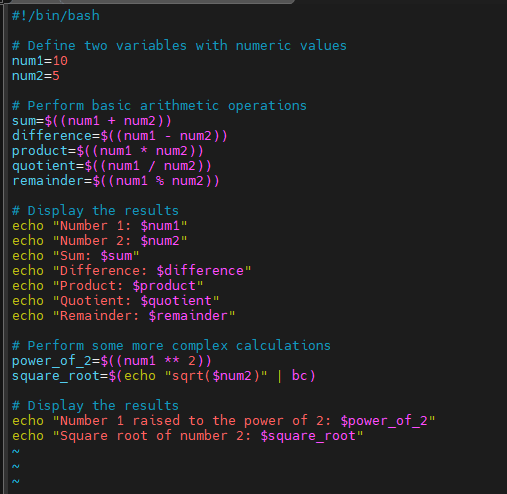 #!/bin/bash
# Define two variables with numeric values
num1=10
num2=5
# Perform basic arithmetic operations
sum=$((num1 + num2))
difference=$((num1 - num2))
product=$((num1 * num2))
quotient=$((num1 / num2))
remainder=$((num1 % num2))
# Display the results
echo "Number 1: $num1"
echo "Number 2: $num2"
echo "Sum: $sum"
echo "Difference: $difference"
echo "Product: $product"
echo "Quotient: $quotient"
echo "Remainder: $remainder"
# Perform some more complex calculations
power_of_2=$((num1 ** 2))
square_root=$(echo "sqrt($num2)" | bc)
# Display the results
echo "Number 1 raised to the power of 2: $power_of_2"
echo "Square root of number 2: $square_root"
~
~
~